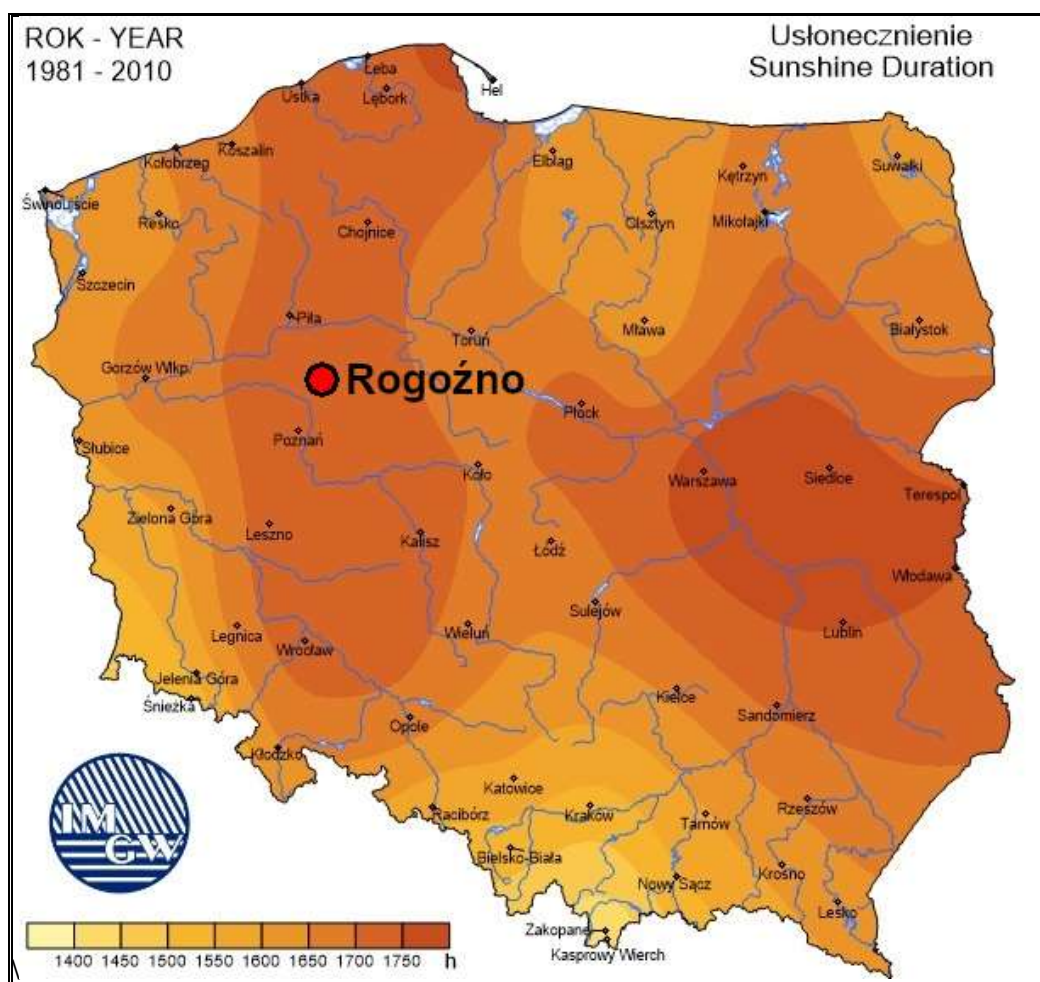 ROK - YEAR
1981 - 2010
Usłonecznienie
Sunshine Duration
Łeba
Ustka
Lębork
Hel
Kołobrzeg
Koszalin
Elbląg
Suwałki
Kętrzyn
Świnoujście
Resko
Chojnice
Olsztyn
Mikołajki
Szczecin
Piła
Toruń
Mława
Białystok
Gorzów Wlkp.
Rogoźno
Płock
Słubice
Poznań
Koło
Warszawa
Siedlce
Terespol
Zielona Góra
Leszno
Kalisz
Łódź
Włodawa
Sulejów
Legnica
Wrocław
Wieluń
Lublin
Jelenia Góra
Śnieżka
Kielce
Opole
Sandomierz
Kłodzko
Katowice
Racibórz
Kraków
Tarnów
Rzeszów
Bielsko-Biała
Nowy Sącz
Krosno
Lesko
Zakopane
Kasprowy Wierch
IM
GW
1400 1450 1500 1550 1600 1650 1700 1750 h